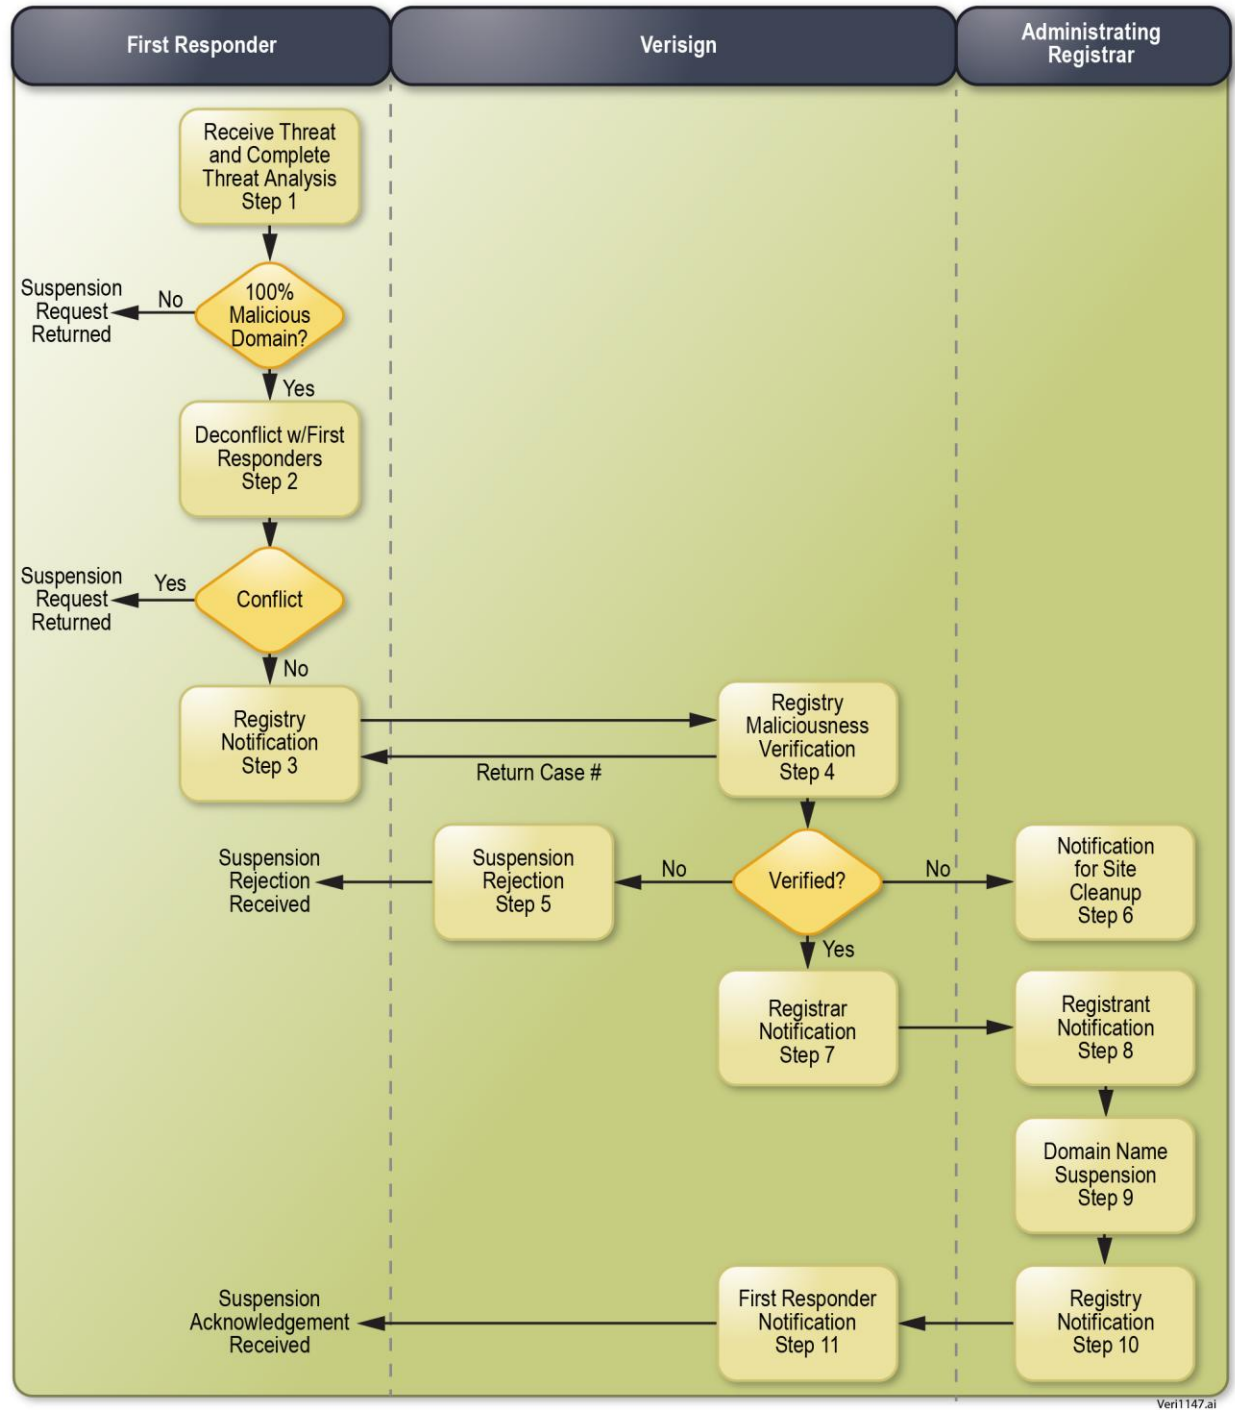 First Responder
Verisign
Administrating
Registrar
Receive Threat
and Complete
Threat Analysis
Step 1
100%
Malicious
Domain?
No
Suspension
Request
Returned
Yes
Deconflict w/First
Responders
Step 2
Conflict
Yes
Suspension
Request
Returned
No
Registry
Notification
Step 3
Registry
Maliciousness
Verification
Step 4
Return Case #
Verified?
No
Suspension
Rejection
Step 5
Suspension
Rejection
Received
No
Notification
for Site
Cleanup
Step 6
Yes
Registrar
Notification
Step 7
Registrant
Notification
Step 8
Domain Name
Suspension
Step 9
Registry
Notification
Step 10
First Responder
Notification
Step 11
Suspension
Acknowledgement
Received
Veri1147.ai